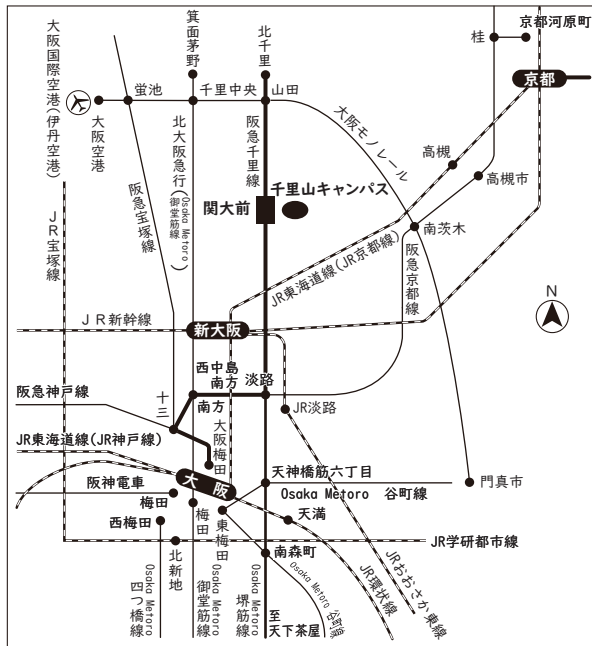 大阪国際空港(伊丹空港)
箕面茅野
北千里
桂
京都河原町
京都
蛍池
千里中央
山田
大阪空港
大阪モノレール
北大阪急行
(Osaka Metoro 御堂筋線)
阪急千里線
高槻
高槻市
千里山キャンパス
関大前
阪急宝塚線
JR宝塚線
南茨木
JR東海道線(JR京都線)
阪急京都線
N
JR新幹線
新大阪
西中島
南方
淡路
阪急神戸線
十三
南方
JR淡路
大阪梅田
JR東海道線(JR神戸線)
大阪
天神橋筋六丁目
阪神電車
梅田
Osaka Metoro 谷町線
門真市
西梅田
梅田
東梅田
天満
北新地
南森町
JR学研都市線
Osaka Metoro
四つ橋線
Osaka Metoro
御堂筋線
Osaka Metoro
堺筋線
至
天下茶屋
Osaka Metoro 谷町線
JR環状線
JRおおさか東線